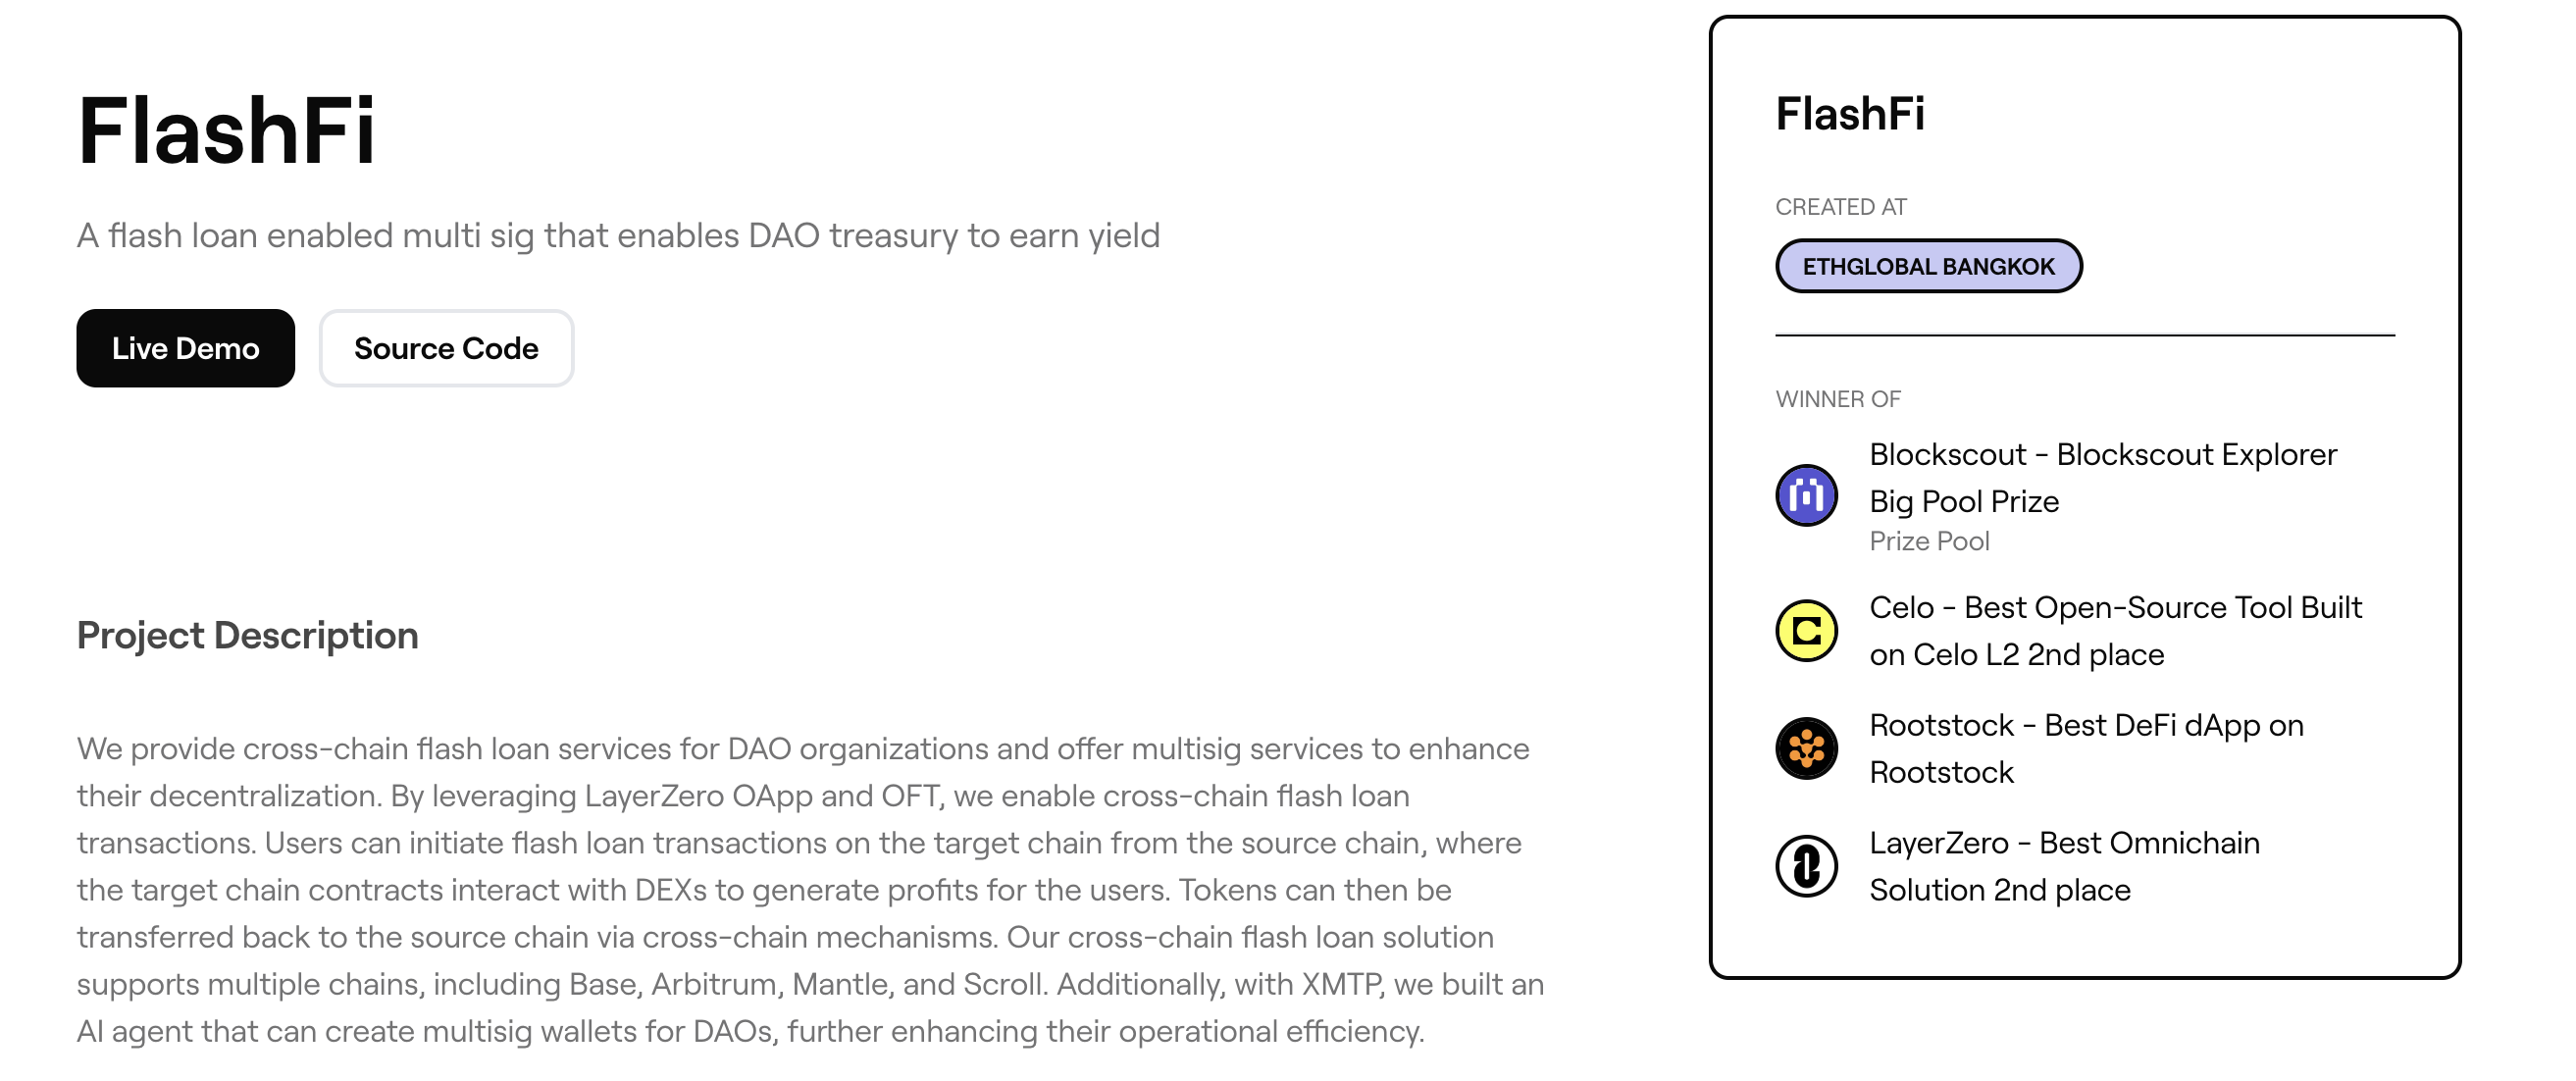 FlashFi
A flash loan enabled multi sig that enables DAO treasury to earn yield
Live Demo
Source Code
Project Description
We provide cross-chain flash loan services for DAO organizations and offer multisig services to enhance
their decentralization. By leveraging LayerZero OApp and OFT, we enable cross-chain flash loan
transactions. Users can initiate flash loan transactions on the target chain from the source chain, where
the target chain contracts interact with DEXs to generate profits for the users. Tokens can then be
transferred back to the source chain via cross-chain mechanisms. Our cross-chain flash loan solution
supports multiple chains, including Base, Arbitrum, Mantle, and Scroll. Additionally, with XMTP, we built an
AI agent that can create multisig wallets for DAOs, further enhancing their operational efficiency.
FlashFi
CREATED AT
ETHGLOBAL BANGKOK
WINNER OF
Blockscout - Blockscout Explorer
Big Pool Prize
Prize Pool
Celo - Best Open-Source Tool Built
on Celo L2 2nd place
Rootstock - Best DeFi dApp on
Rootstock
LayerZero - Best Omnichain
Solution 2nd place